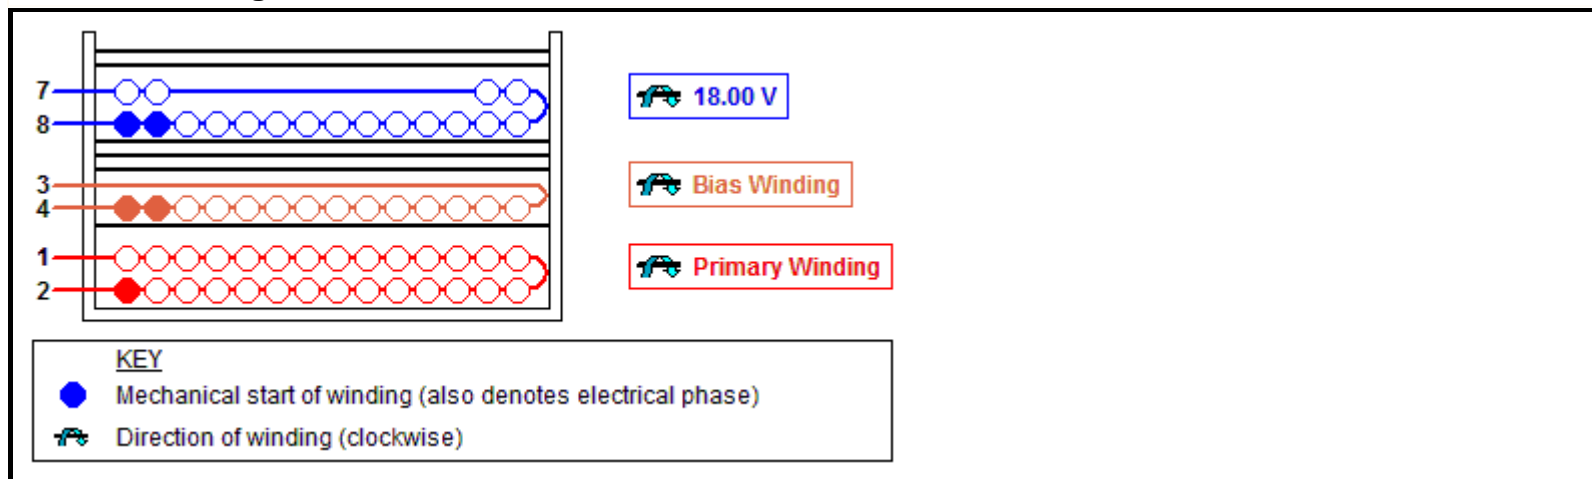 7
18.00 V
8
3
Bias Winding
4
1
Primary Winding
2
KEY
Mechanical start of winding (also denotes electrical phase)
Direction of winding (clockwise)